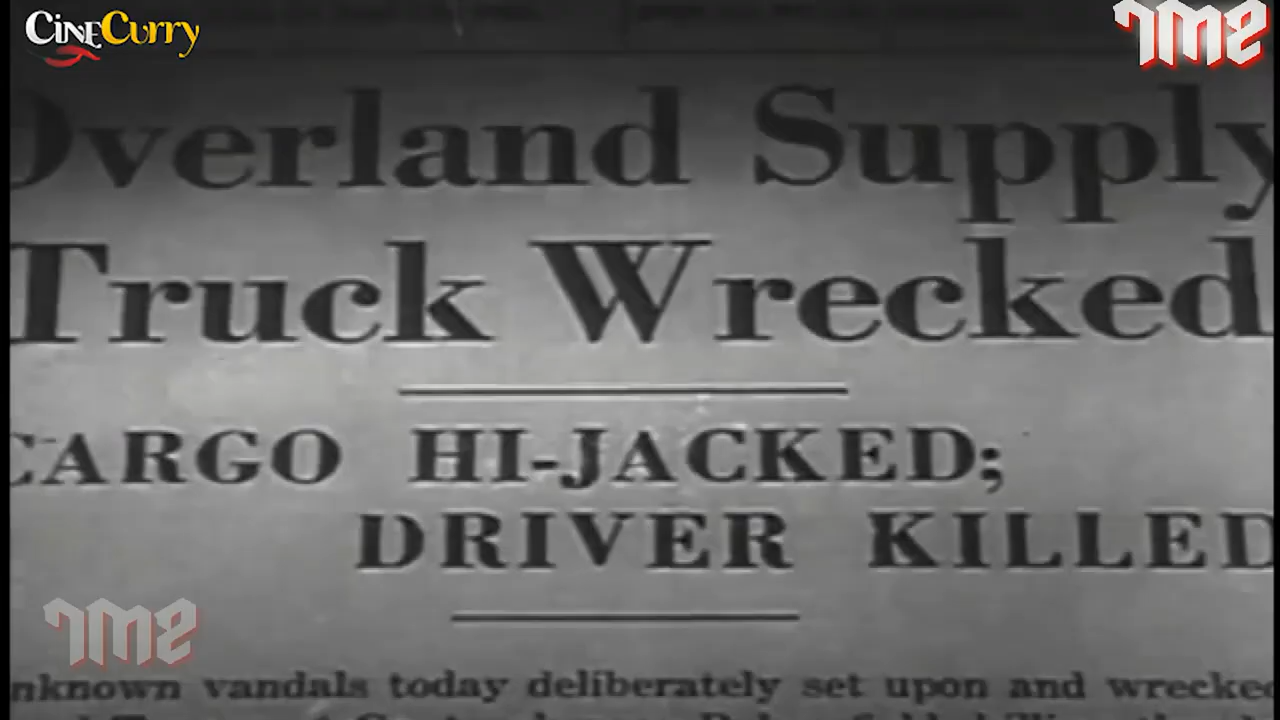 CINECURRY
Overland Supply
Truck Wrecked
CARGO HI-JACKED;
DRIVER KILLED
nknown vandals today deliberately set upon and wrecke